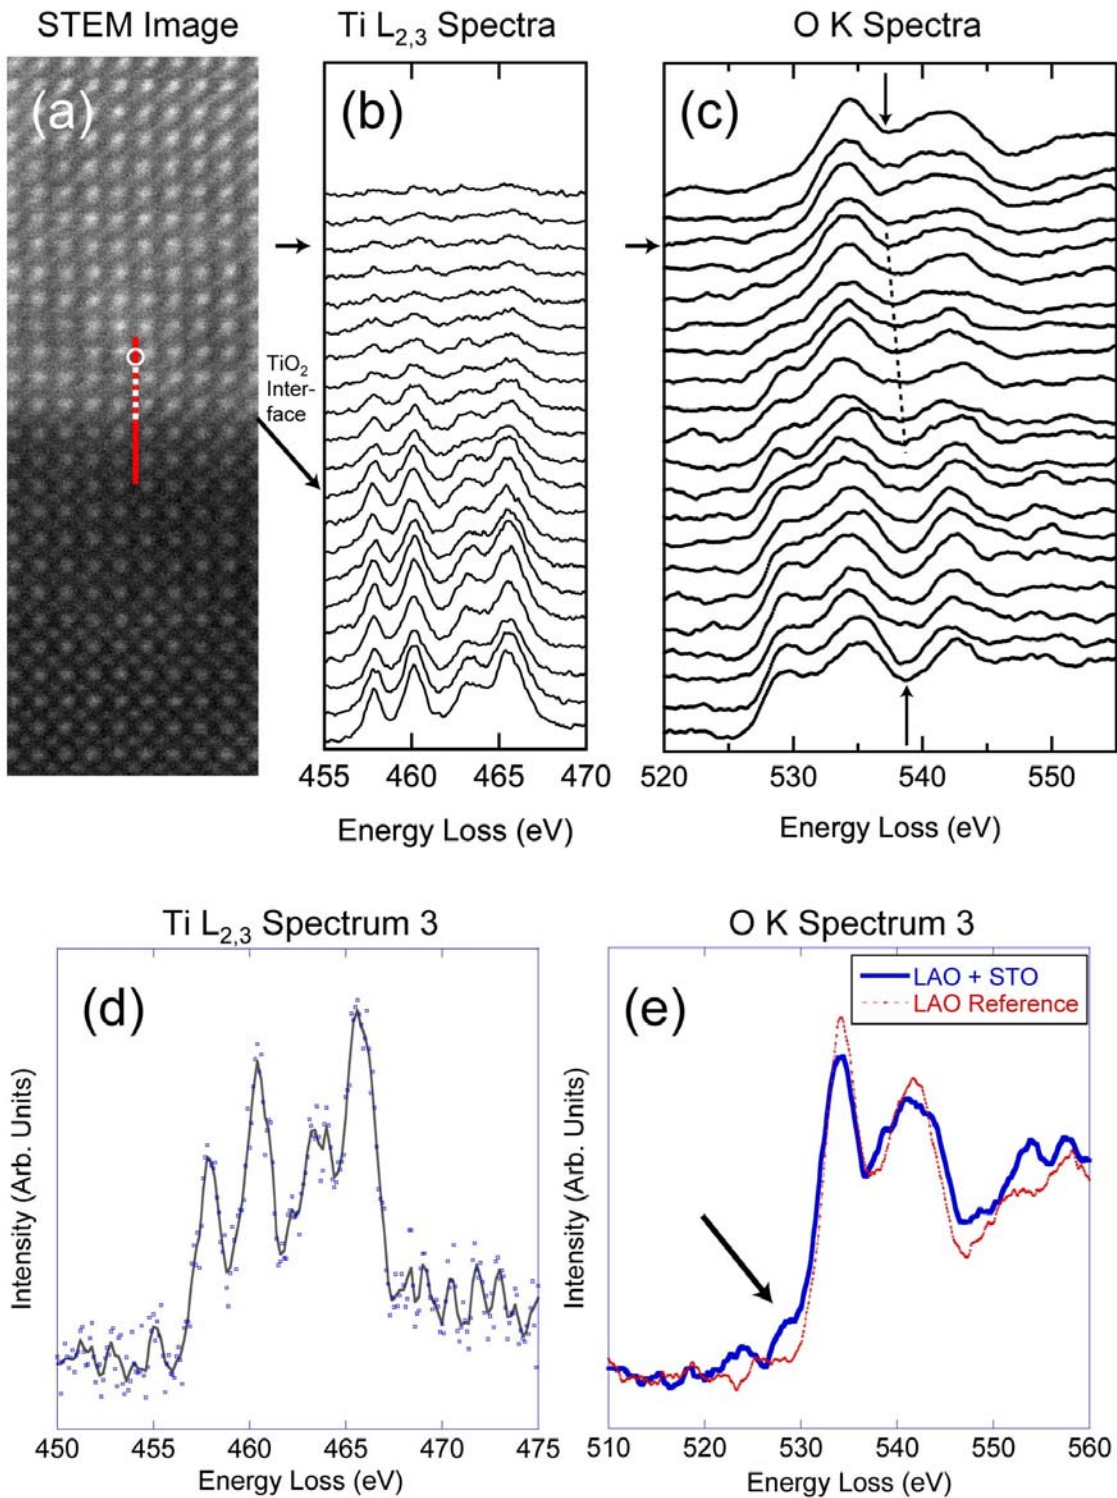 STEM Image
Ti L2,3 Spectra
O K Spectra
(a)
(b)
(c)
TiO2
Inter-
face
455 460 465 470
520 530 540 550
Energy Loss (eV)
Energy Loss (eV)
Ti L2,3 Spectrum 3
O K Spectrum 3
(d)
(e)
LAO + STO
LAO Reference
Intensity (Arb. Units)
Intensity (Arb. Units)
450 455 460 465 470 475
510 520 530 540 550 560
Energy Loss (eV)
Energy Loss (eV)